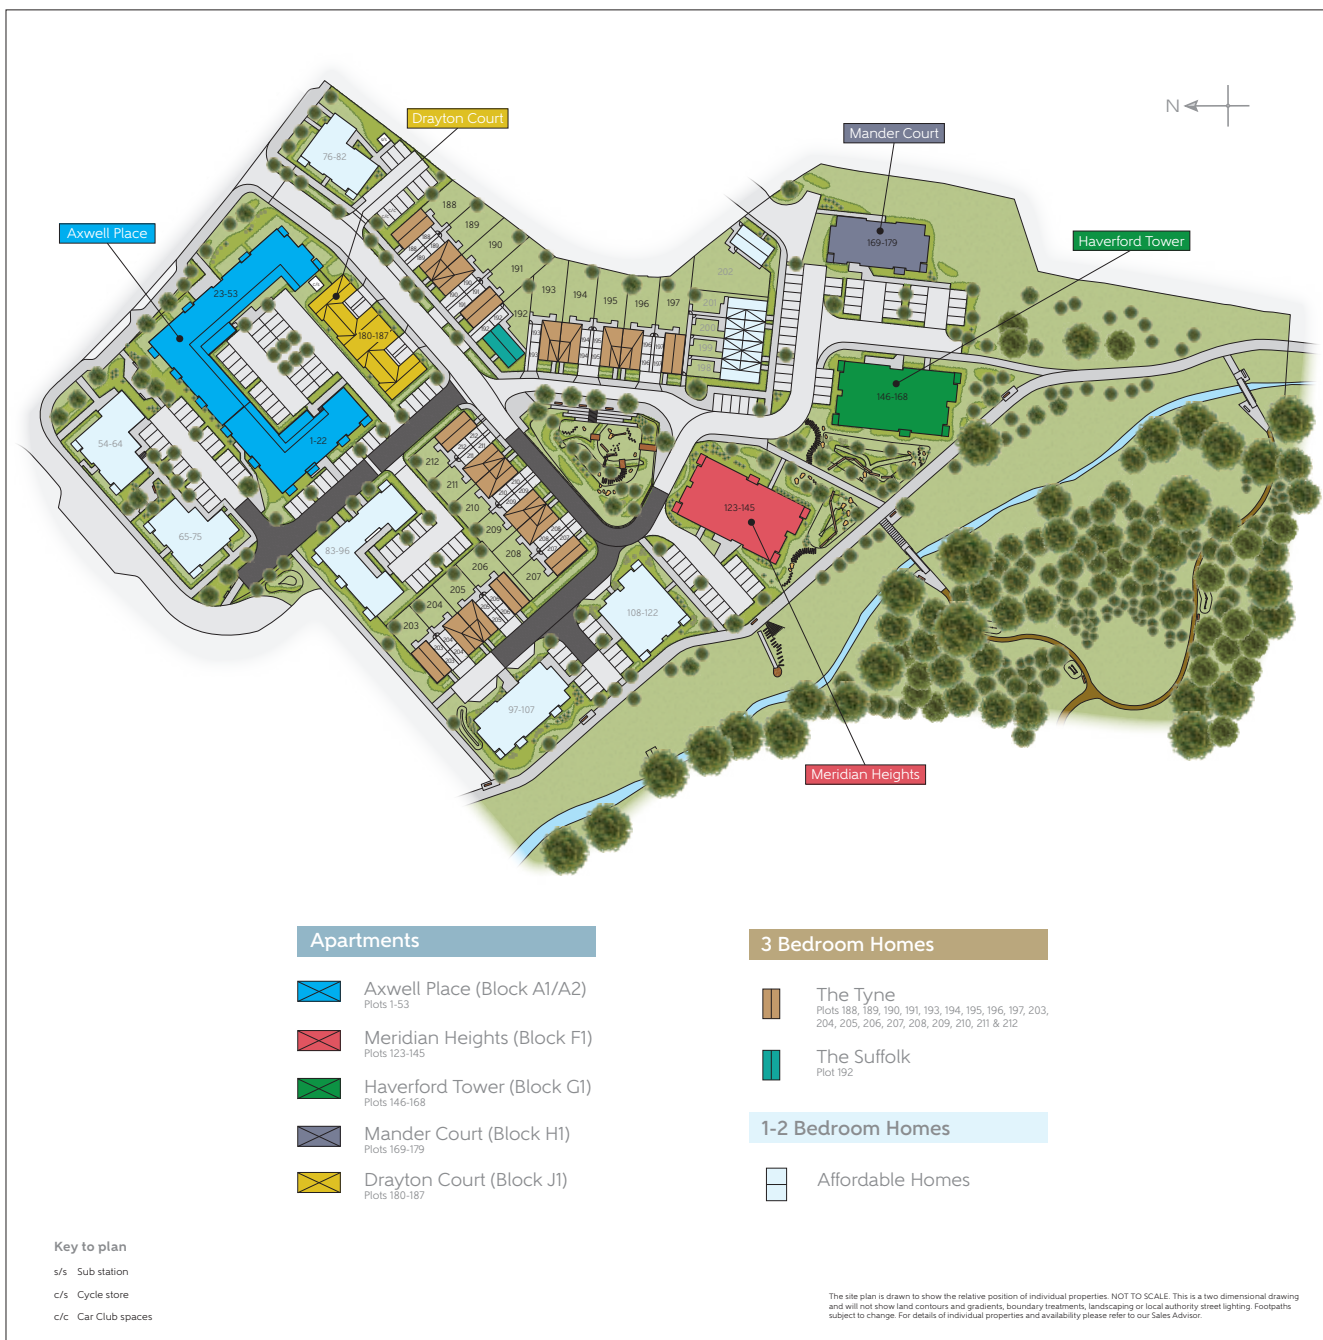 N
Drayton Court
Mander Court
Axwell Place
Haverford Tower
Meridian Heights
76-82
23-53
180-187
1-22
54-64
65-75
83-96
97-107
108-122
123-145
146-168
169-179
188
189
190
191
192
193
194
195
196
197
198
199
200
201
202
203
204
205
206
207
208
209
210
211
212
Apartments
Axwell Place (Block A1/A2)
Plots 1-53
Meridian Heights (Block F1)
Plots 123-145
Haverford Tower (Block G1)
Plots 146-168
Mander Court (Block H1)
Plots 169-179
Drayton Court (Block J1)
Plots 180-187
3 Bedroom Homes
The Tyne
Plots 188, 189, 190, 191, 193, 194, 195, 196, 197, 203,
204, 205, 206, 207, 208, 209, 210, 211 & 212
The Suffolk
Plot 192
1-2 Bedroom Homes
Affordable Homes
Key to plan
s/s Sub station
c/s Cycle store
c/c Car Club spaces
The site plan is drawn to show the relative position of individual properties. NOT TO SCALE. This is a two dimensional drawing
and will not show land contours and gradients, boundary treatments, landscaping or local authority street lighting. Footpaths
subject to change. For details of individual properties and availability please refer to our Sales Advisor.